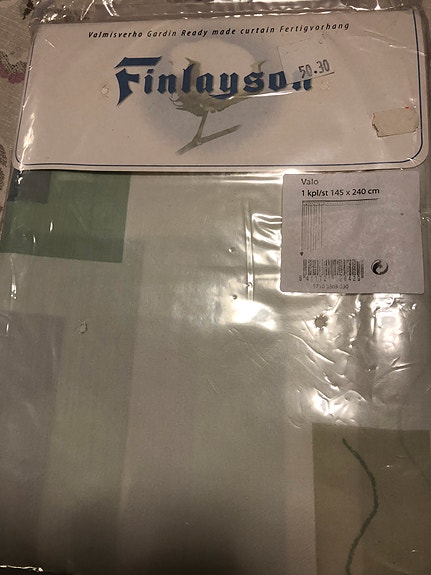 Valmisverho Gardin Ready made curtain Fertigvorhang
Finlayson
50.30
Valo
1 kpl/st 145 x 240 cm